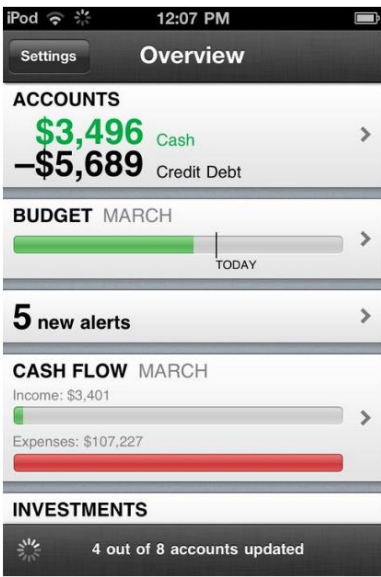 iPod 12:07 PM
Settings Overview
ACCOUNTS
$3,496 Cash
–$5,689 Credit Debt
BUDGET MARCH
TODAY
5 new alerts
CASH FLOW MARCH
Income: $3,401
Expenses: $107,227
INVESTMENTS
4 out of 8 accounts updated